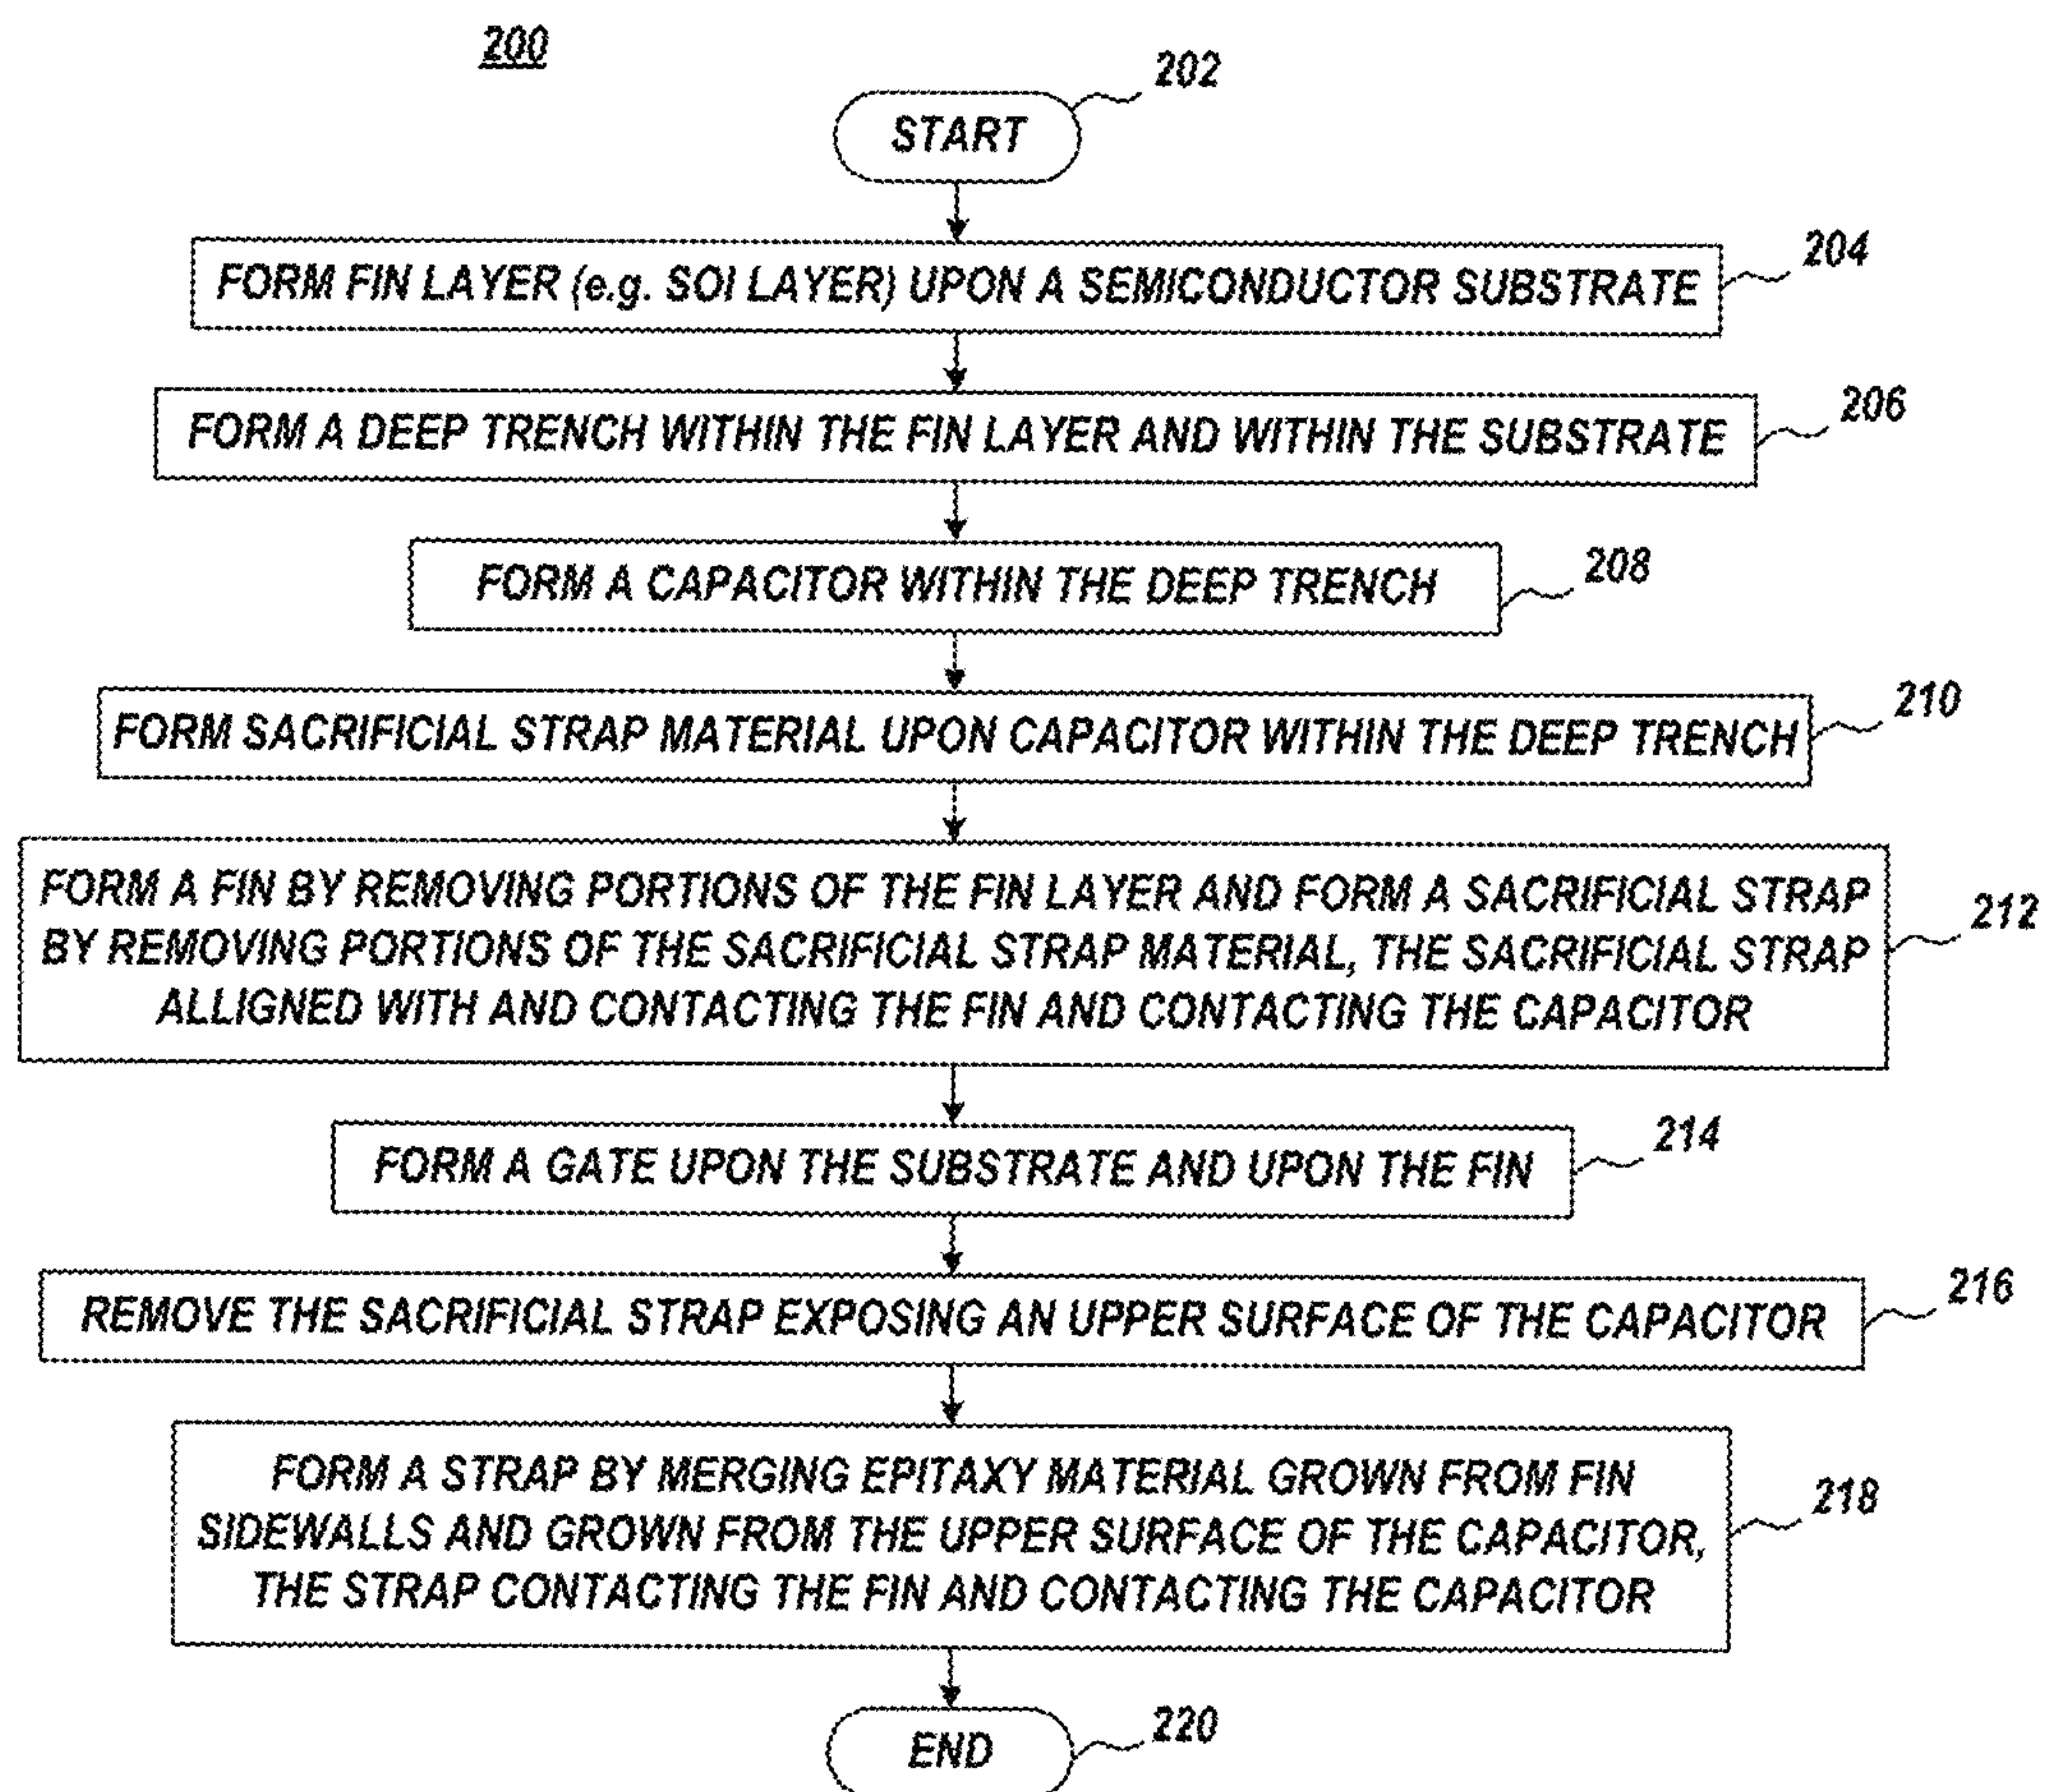 200
202
START
204
FORM FIN LAYER (e.g. SOI LAYER) UPON A SEMICONDUCTOR SUBSTRATE
206
FORM A DEEP TRENCH WITHIN THE FIN LAYER AND WITHIN THE SUBSTRATE
208
FORM A CAPACITOR WITHIN THE DEEP TRENCH
210
FORM SACRIFICIAL STRAP MATERIAL UPON CAPACITOR WITHIN THE DEEP TRENCH
FORM A FIN BY REMOVING PORTIONS OF THE FIN LAYER AND FORM A SACRIFICIAL STRAP
212
BY REMOVING PORTIONS OF THE SACRIFICIAL STRAP MATERIAL, THE SACRIFICIAL STRAP
ALLIGNED WITH AND CONTACTING THE FIN AND CONTACTING THE CAPACITOR
214
FORM A GATE UPON THE SUBSTRATE AND UPON THE FIN
216
REMOVE THE SACRIFICIAL STRAP EXPOSING AN UPPER SURFACE OF THE CAPACITOR
FORM A STRAP BY MERGING EPITAXY MATERIAL GROWN FROM FIN
218
SIDEWALLS AND GROWN FROM THE UPPER SURFACE OF THE CAPACITOR,
THE STRAP CONTACTING THE FIN AND CONTACTING THE CAPACITOR
220
END